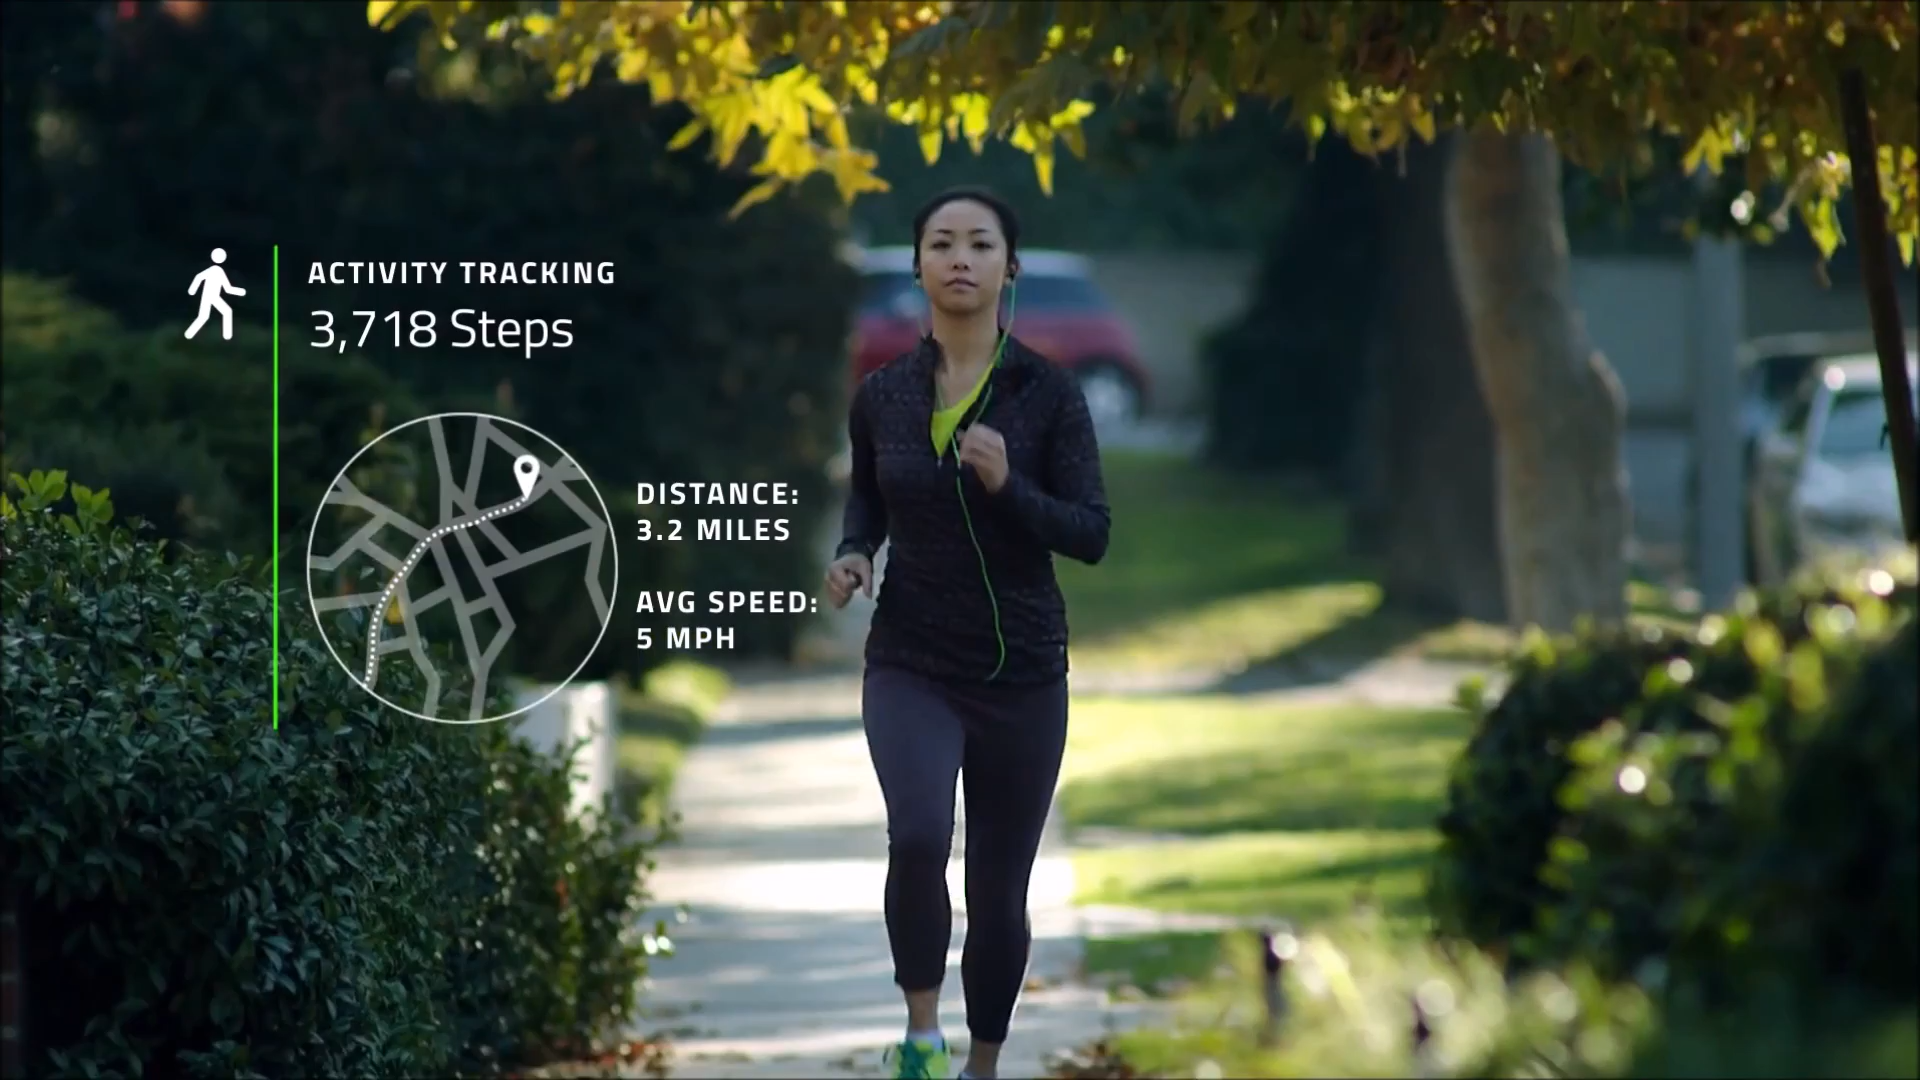 ACTIVITY TRACKING
3,718 Steps
DISTANCE:
3.2 MILES
AVG SPEED:
5 MPH